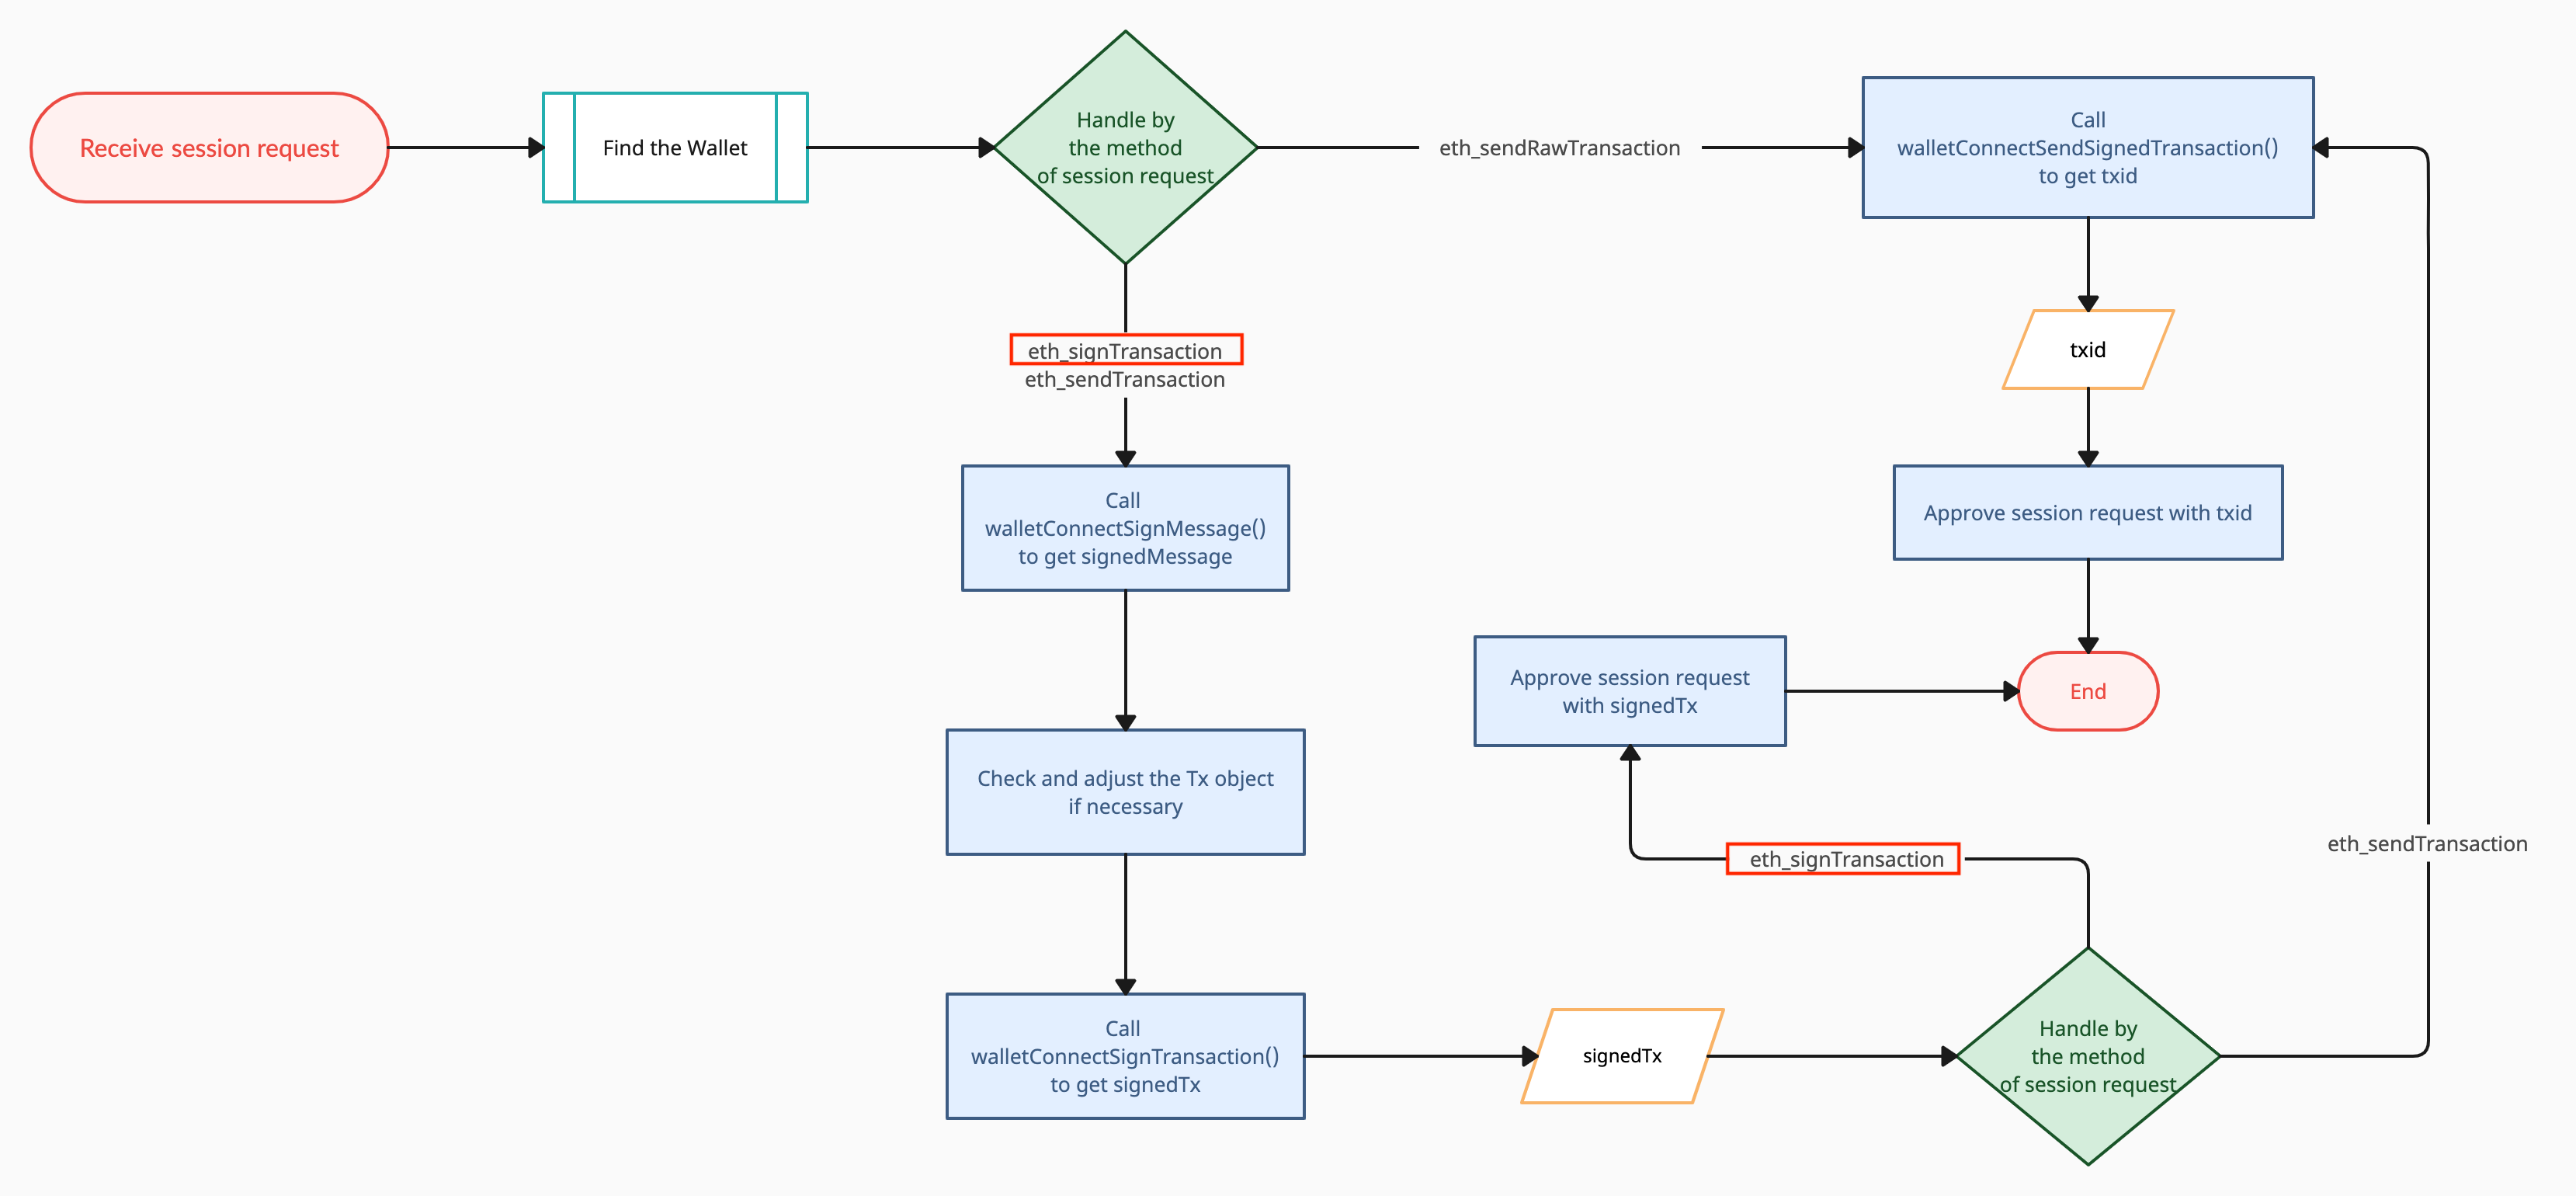 Receive session request
Find the Wallet
Handle by
the method
of session request
eth_sendRawTransaction
Call
walletConnectSendSignedTransaction()
to get txid
eth_signTransaction
eth_sendTransaction
txid
Call
walletConnectSignMessage()
to get signedMessage
Approve session request with txid
Approve session request
with signedTx
End
Check and adjust the Tx object
if necessary
eth_signTransaction
eth_sendTransaction
Call
walletConnectSignTransaction()
to get signedTx
signedTx
Handle by
the method
of session request